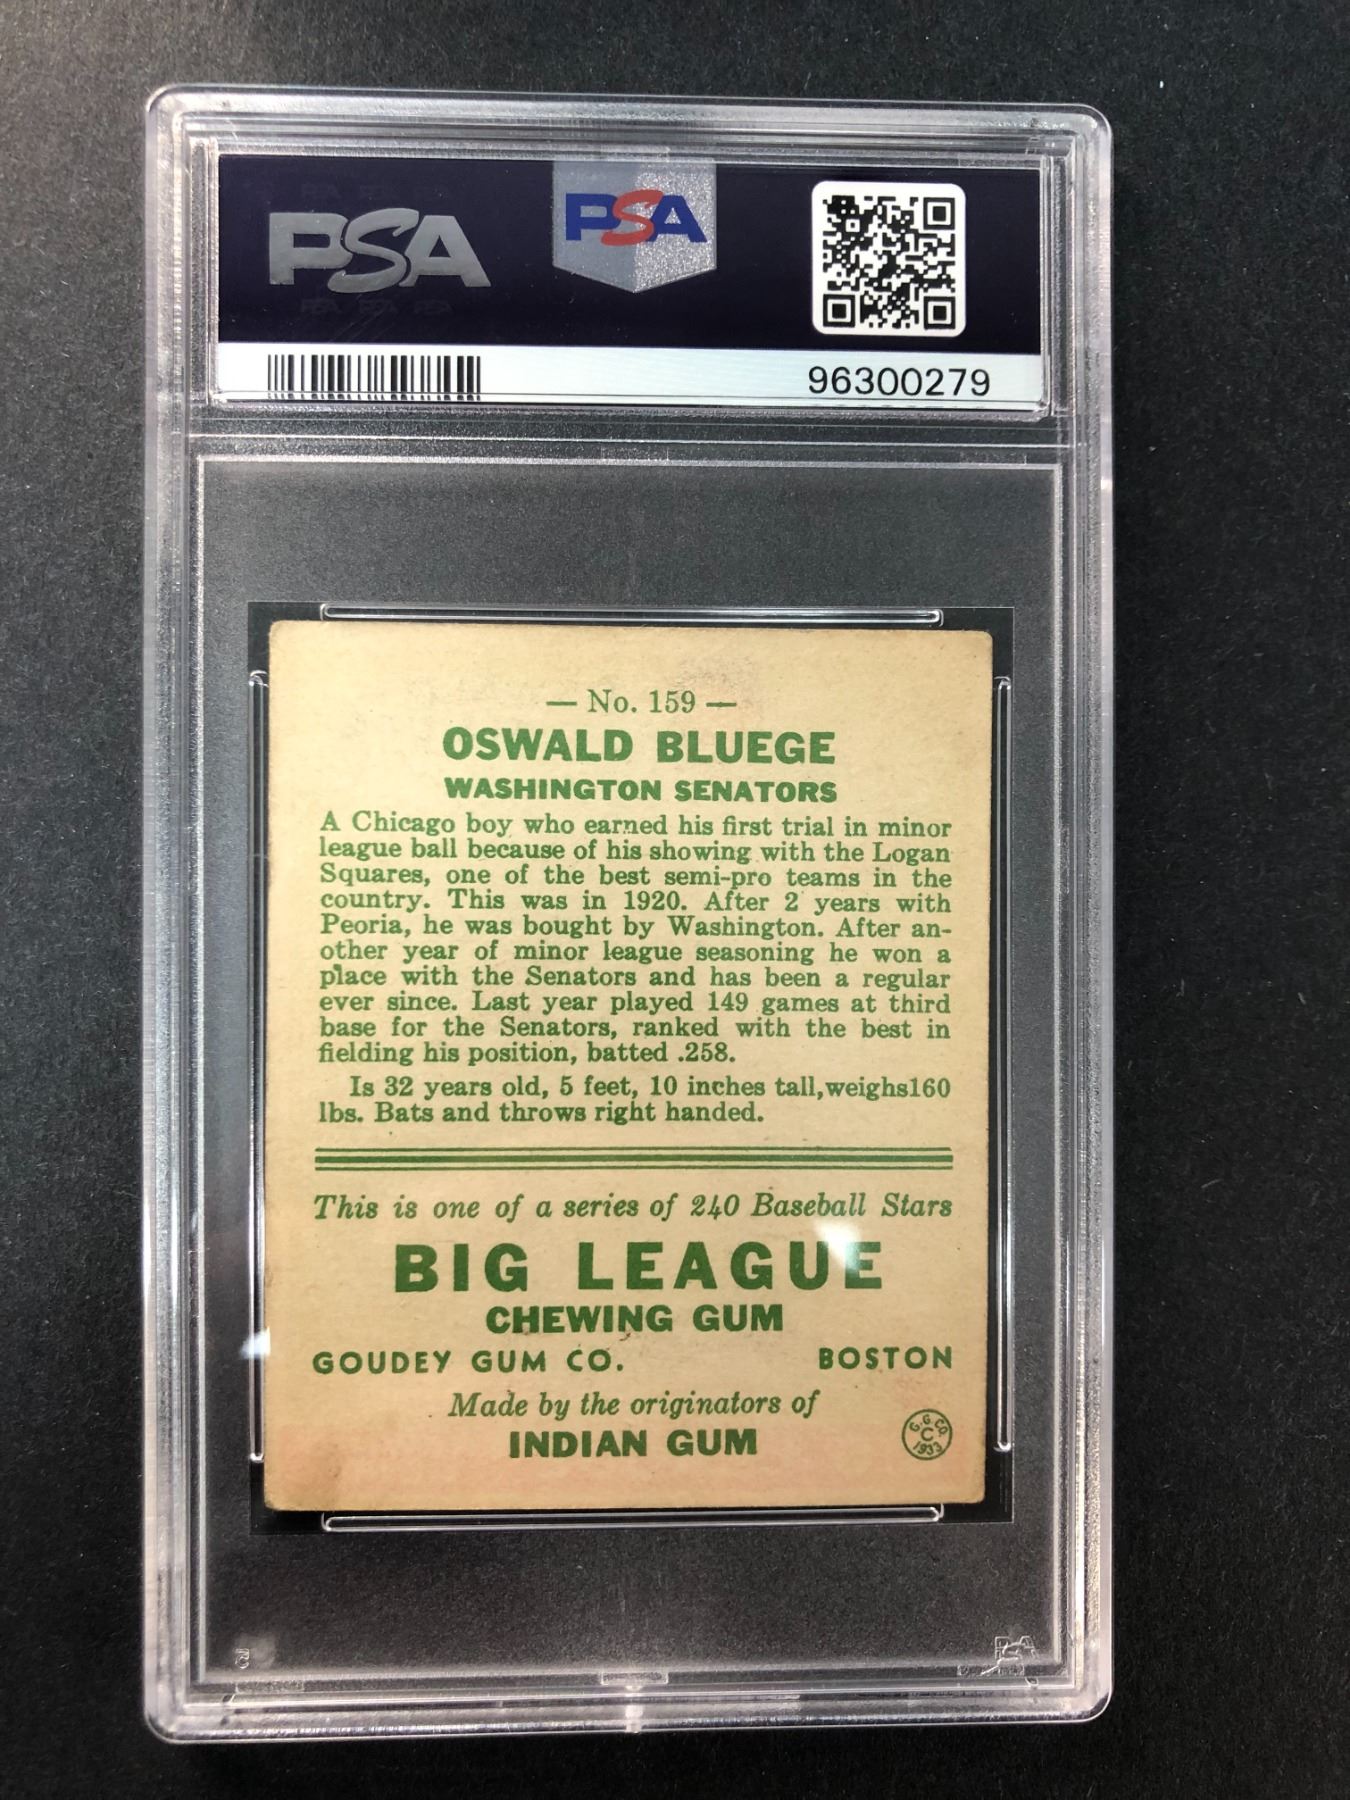 PSA
PSA
96300279
— No. 159 —
OSWALD BLUEGE
WASHINGTON SENATORS
A Chicago boy who earned his first trial in minor
league ball because of his showing with the Logan
Squares, one of the best semi-pro teams in the
country. This was in 1920. After 2 years with
Peoria, he was bought by Washington. After an-
other year of minor league seasoning he won a
place with the Senators and has been a regular
ever since. Last year played 149 games at third
base for the Senators, ranked with the best in
fielding his position, batted .258.
Is 32 years old, 5 feet, 10 inches tall,weighs160
lbs. Bats and throws right handed.
This is one of a series of 240 Baseball Stars
BIG LEAGUE
CHEWING GUM
GOUDEY GUM CO. BOSTON
Made by the originators of
INDIAN GUM
G.G.CO.
C
1933